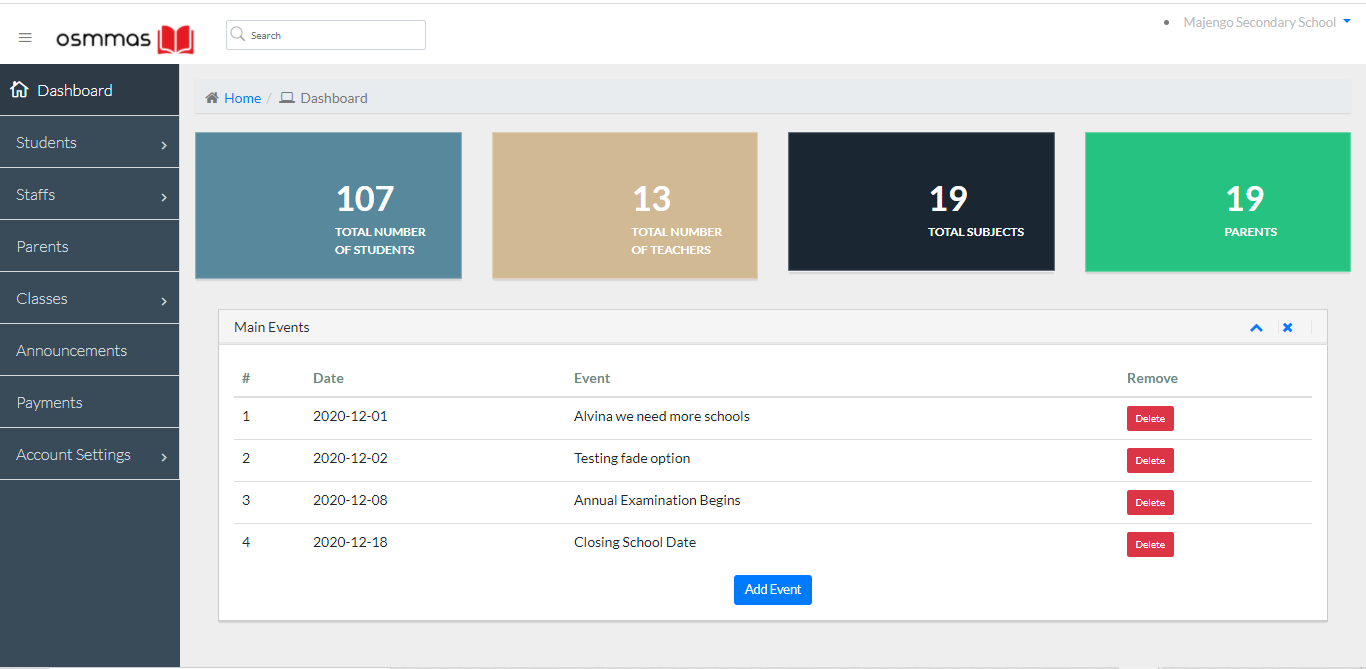 osmmas
Search
Majengo Secondary School
Dashboard
Students
Staffs
Parents
Classes
Announcements
Payments
Account Settings
Home / Dashboard
107
TOTAL NUMBER
OF STUDENTS
13
TOTAL NUMBER
OF TEACHERS
19
TOTAL SUBJECTS
19
PARENTS
Main Events
# Date Event Remove
1 2020-12-01 Alvina we need more schools Delete
2 2020-12-02 Testing fade option Delete
3 2020-12-08 Annual Examination Begins Delete
4 2020-12-18 Closing School Date Delete
Add Event